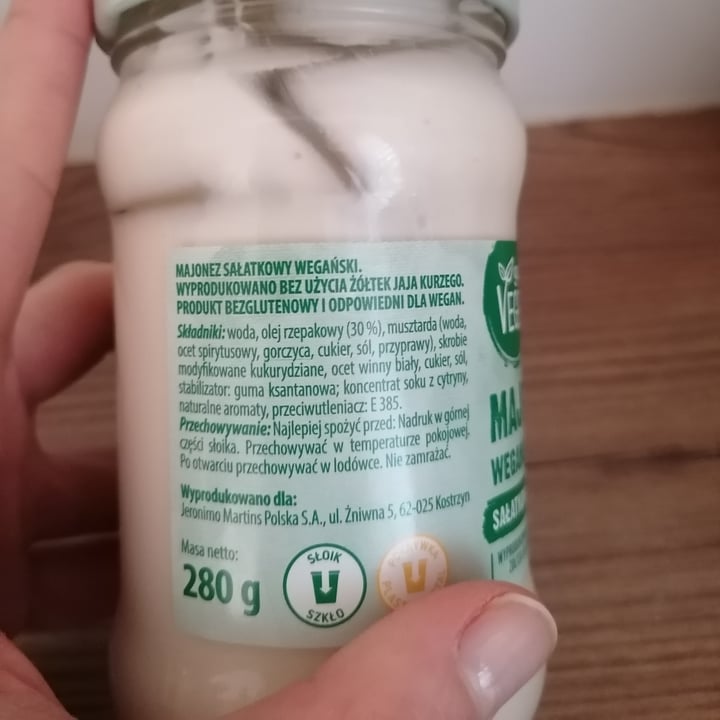 MAJONEZ SAŁATKOWY WEGAŃSKI.
WYPRODUKOWANO BEZ UŻYCIA ŻÓŁTEK JAJA KURZEGO.
PRODUKT BEZGLUTENOWY I ODPOWIEDNI DLA WEGAN.
Składniki: woda, olej rzepakowy (30 %), musztarda (woda,
ocet spirytusowy, gorczyca, cukier, sól, przyprawy), skrobie
modyfikowane kukurydziane, ocet winny biały, cukier, sól,
stabilizator: guma ksantanowa; koncentrat soku z cytryny,
naturalne aromaty, przeciwutleniacz: E 385.
Przechowywanie: Najlepiej spożyć przed: Nadruk w górnej
części słoika. Przechowywać w temperaturze pokojowej.
Po otwarciu przechowywać w lodówce. Nie zamrażać.
Wyprodukowano dla:
Jeronimo Martins Polska S.A., ul. Żniwna 5, 62-025 Kostrzyn
Masa netto:
280 g
SŁOIK
SZKŁO